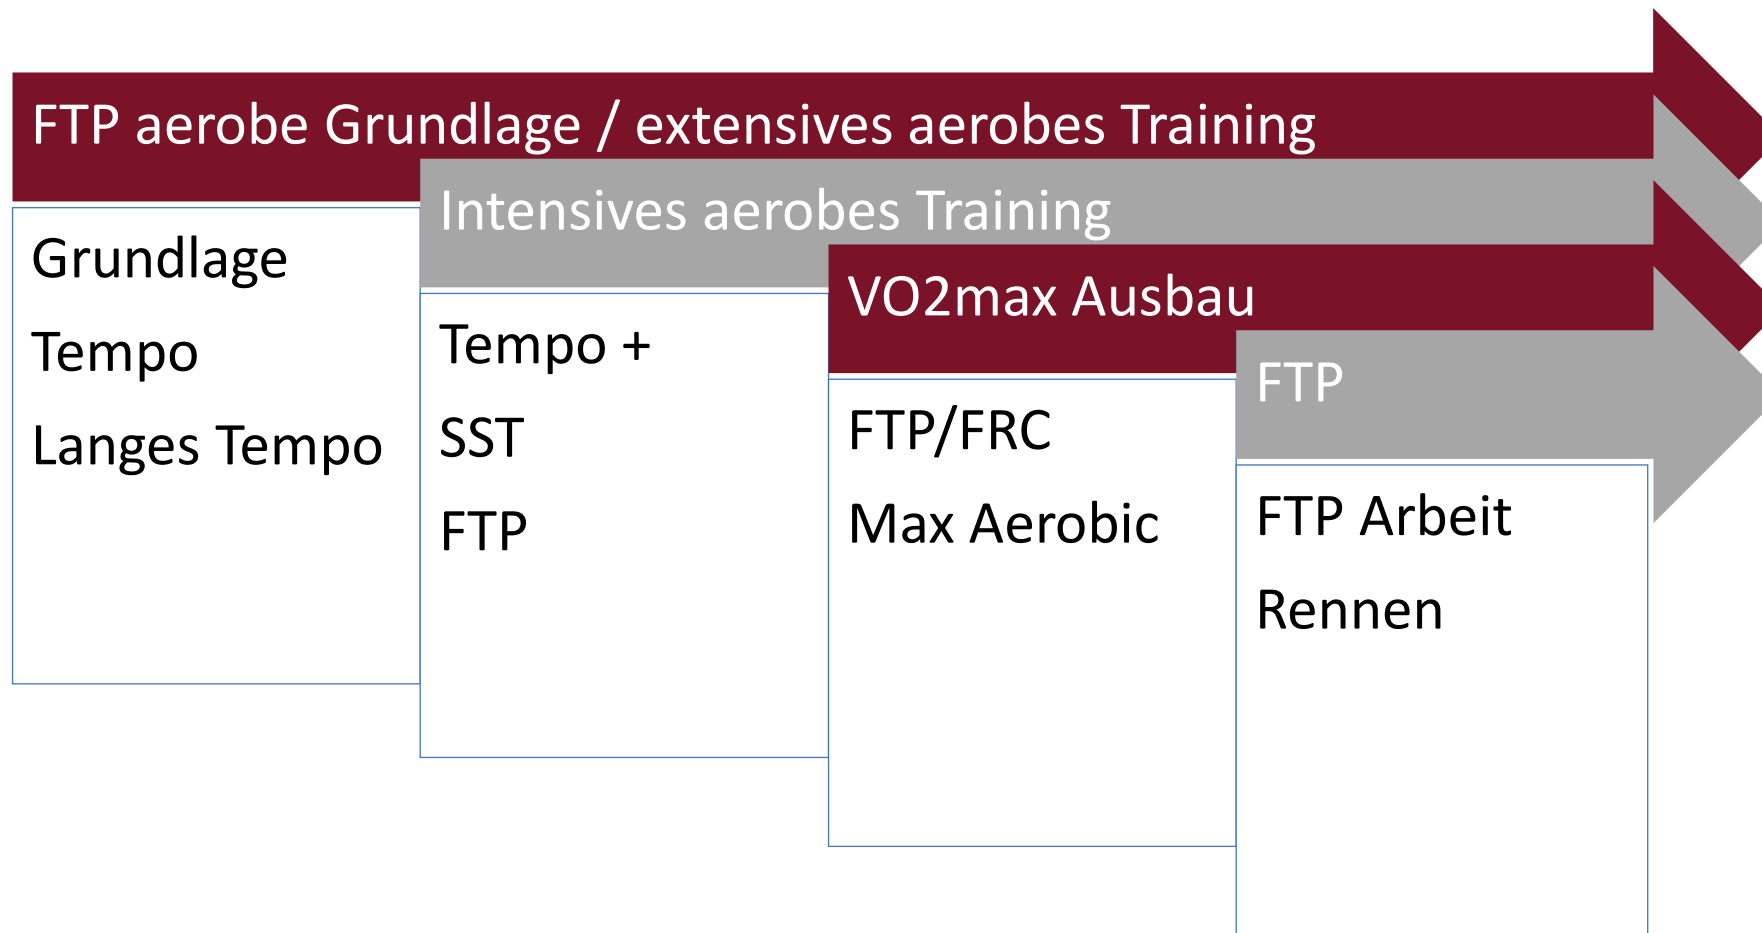 FTP aerobe Grundlage / extensives aerobes Training
Grundlage
Tempo
Langes Tempo
Intensives aerobes Training
Tempo +
SST
FTP
VO2max Ausbau
FTP/FRC
Max Aerobic
FTP
FTP Arbeit
Rennen